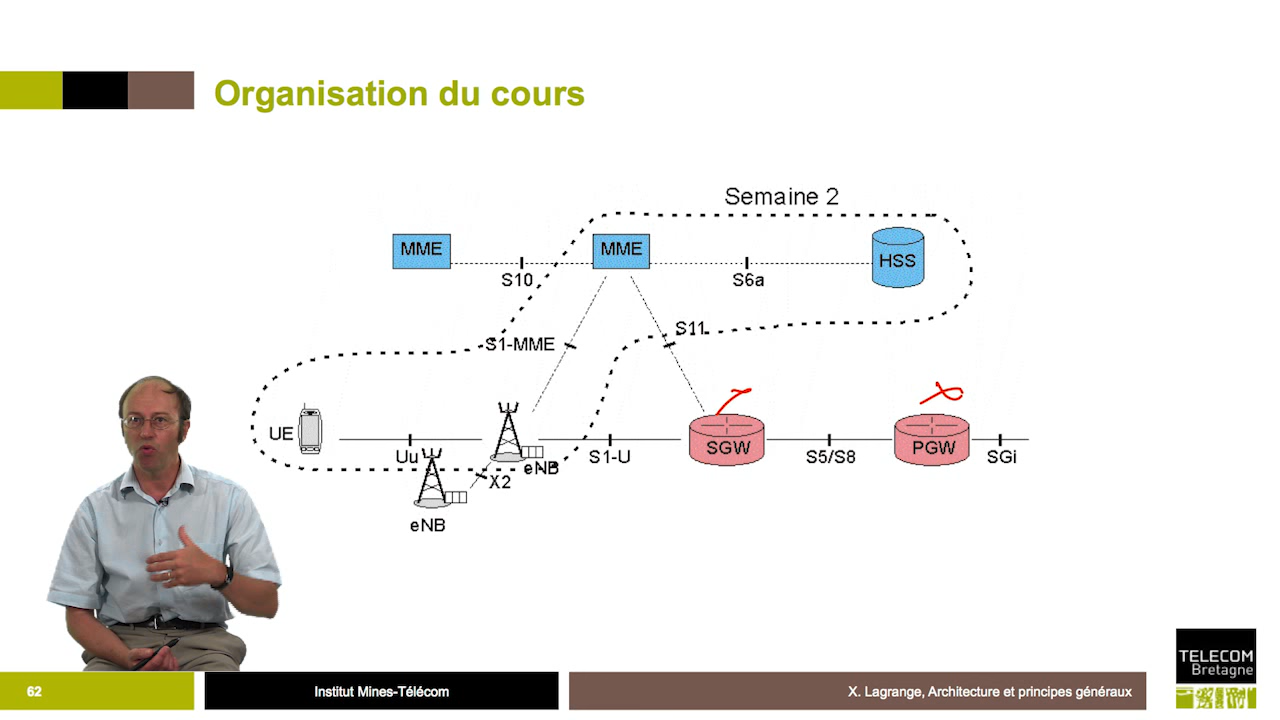 Organisation du cours
Semaine 2
MME
MME
HSS
S10
S6a
S11
S1-MME
UE
Uu
eNB
S1-U
SGW
S5/S8
PGW
SGi
X2
eNB
62
Institut Mines-Télécom
X. Lagrange, Architecture et principes généraux
TELECOM
Bretagne